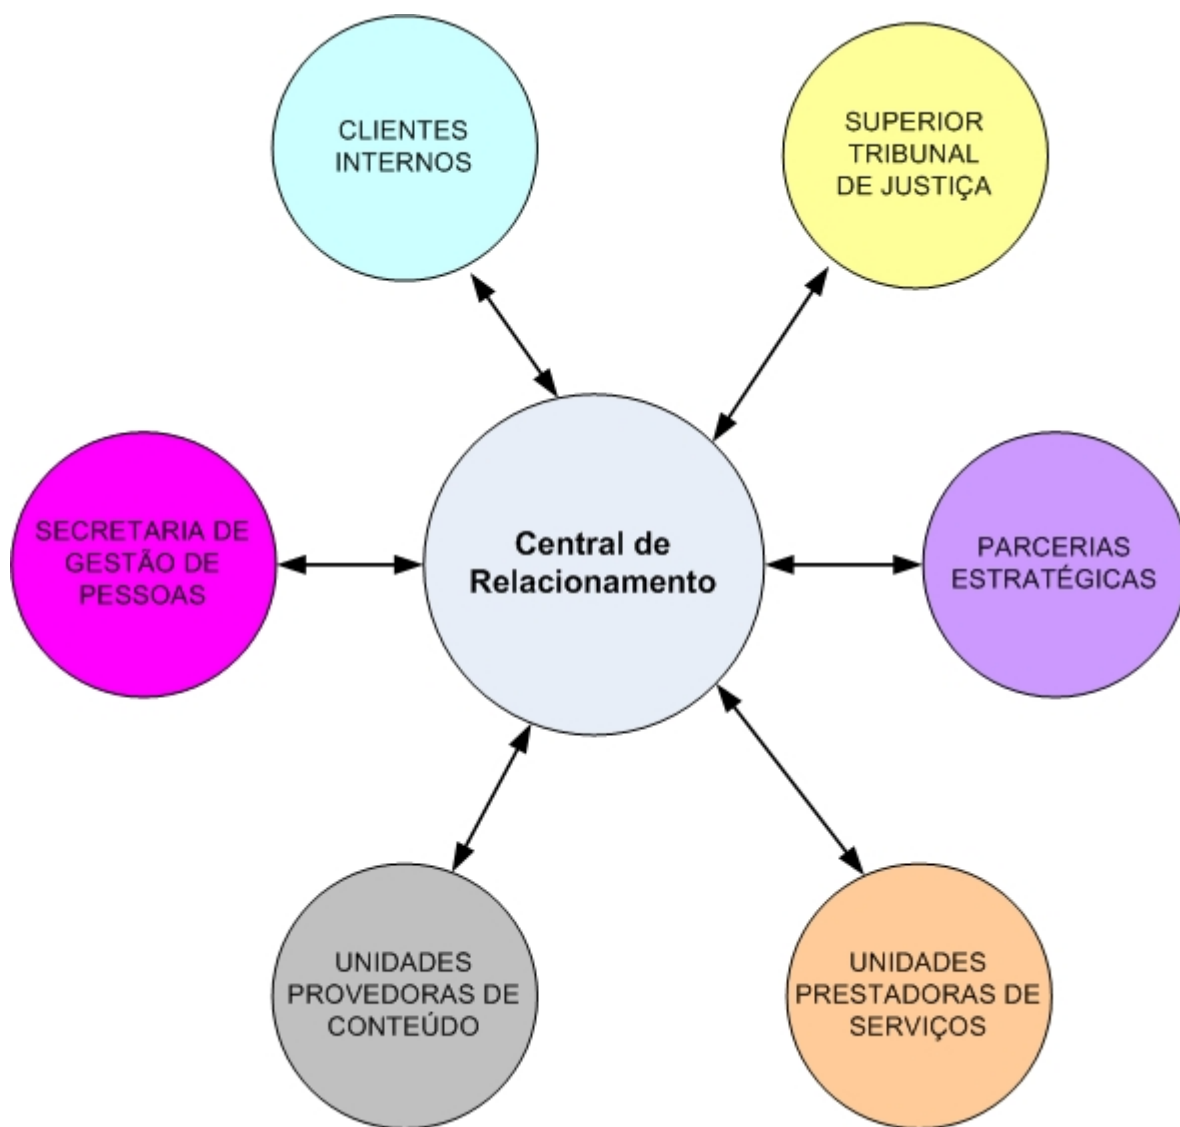 CLIENTES
INTERNOS
SUPERIOR
TRIBUNAL
DE JUSTIÇA
SECRETARIA DE
GESTÃO DE
PESSOAS
Central de
Relacionamento
PARCERIAS
ESTRATÉGICAS
UNIDADES
PROVEDORAS DE
CONTEÚDO
UNIDADES
PRESTADORAS DE
SERVIÇOS